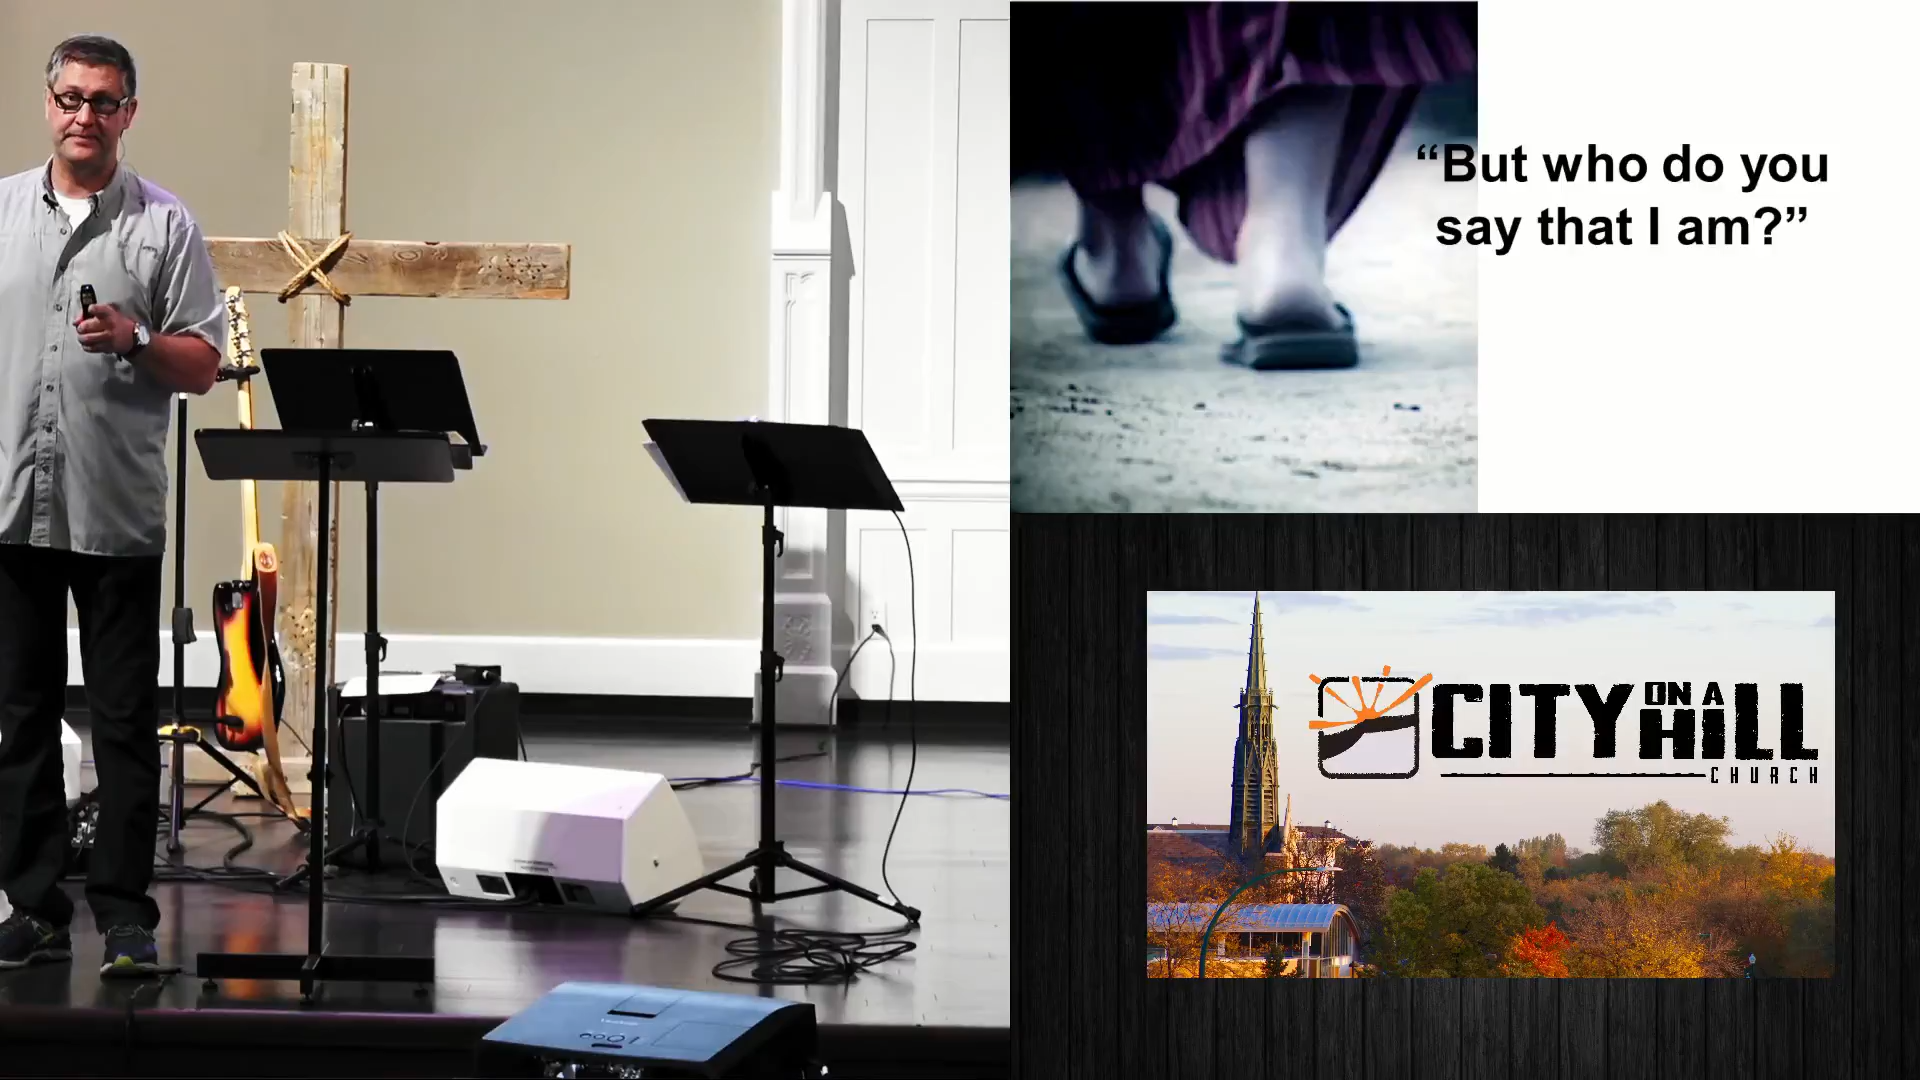 “But who do you
say that I am?”
CITY ON A HiLL
CHURCH